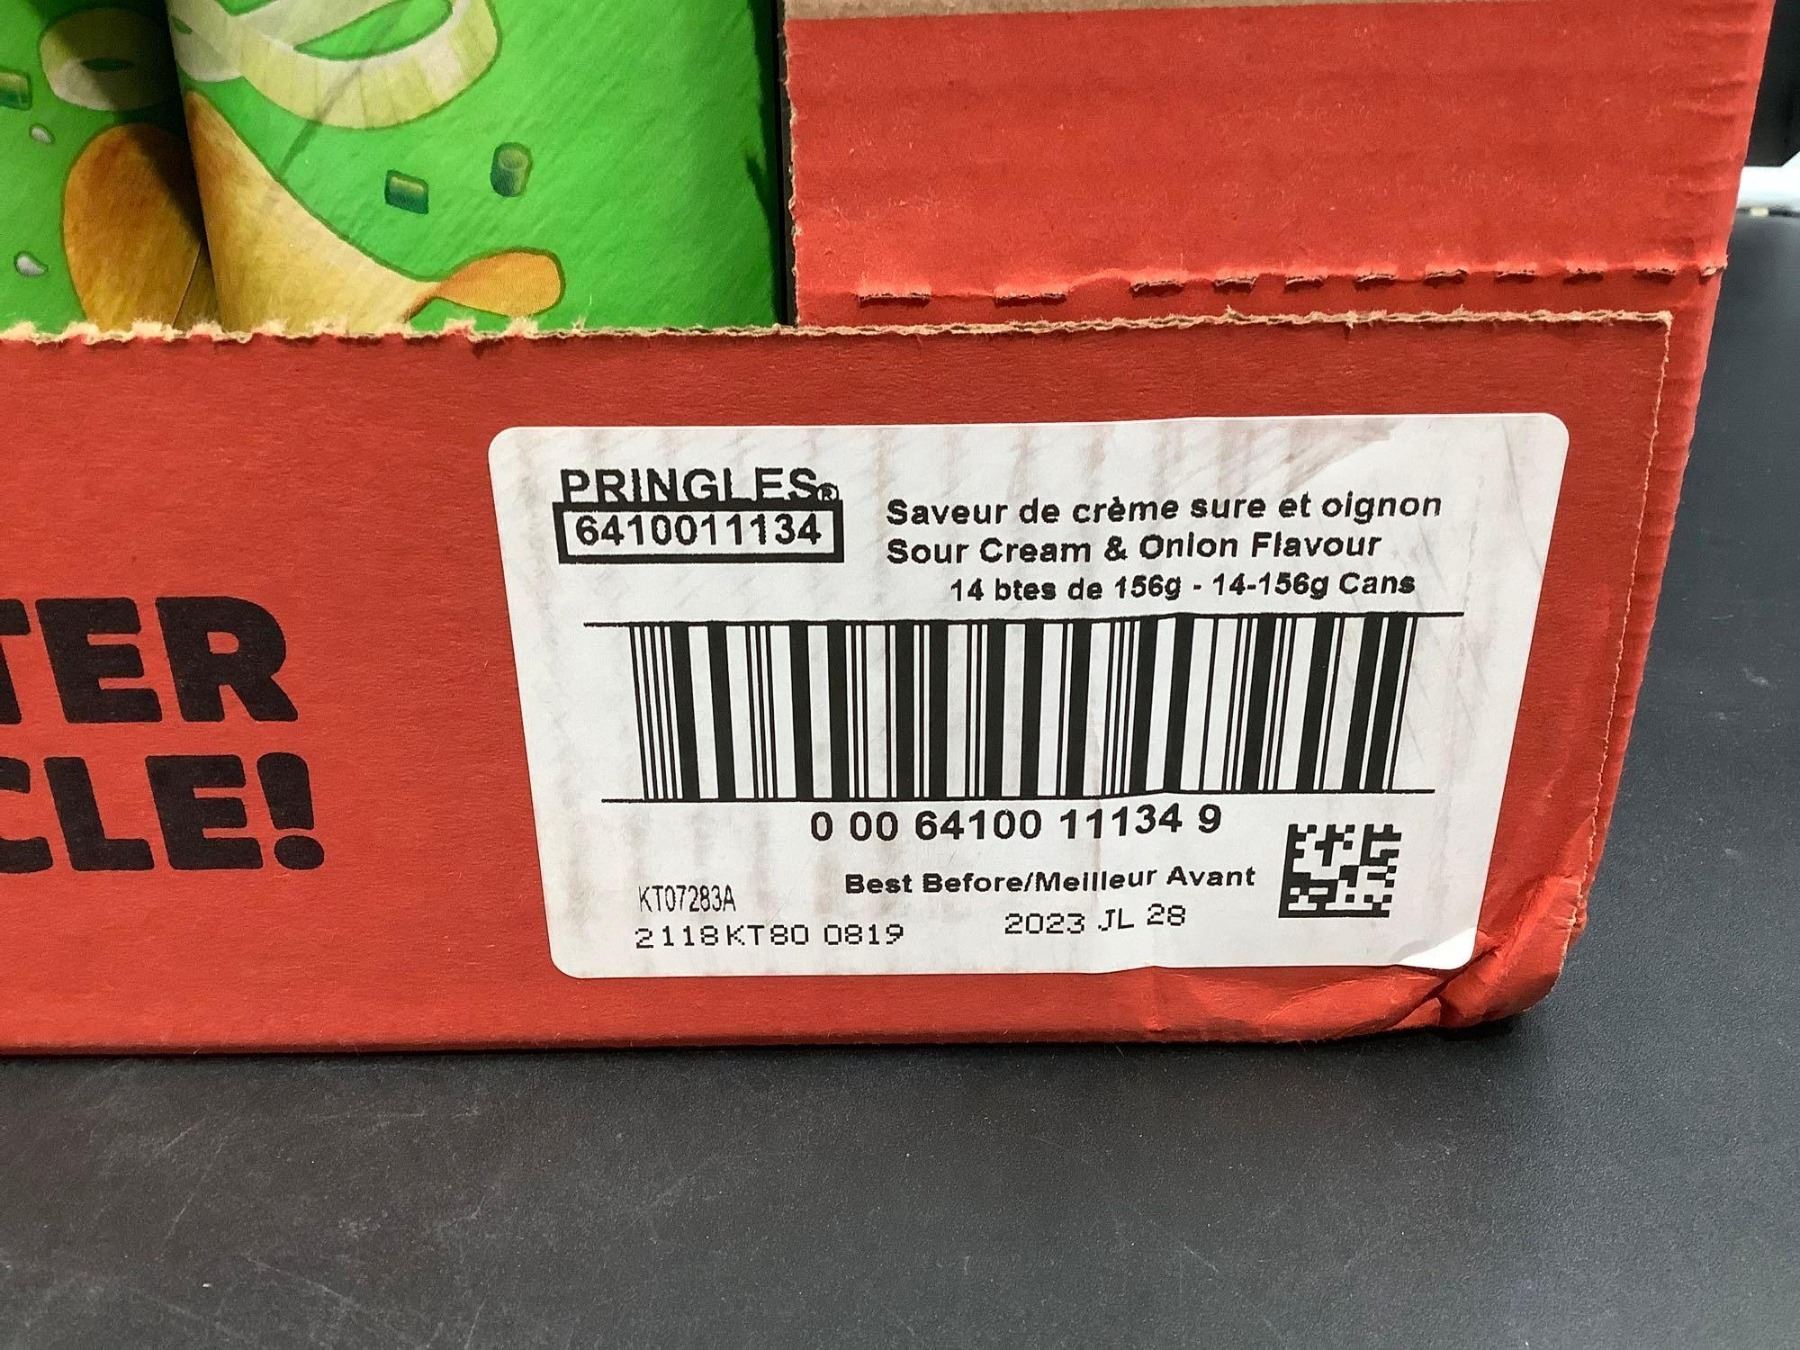 TER
CLE!
PRINGLES®
6410011134
Saveur de crème sure et oignon
Sour Cream & Onion Flavour
14 btes de 156g - 14-156g Cans
0 00 64100 11134 9
Best Before/Meilleur Avant
2023 JL 28
KT07283A
2118KT80 0819